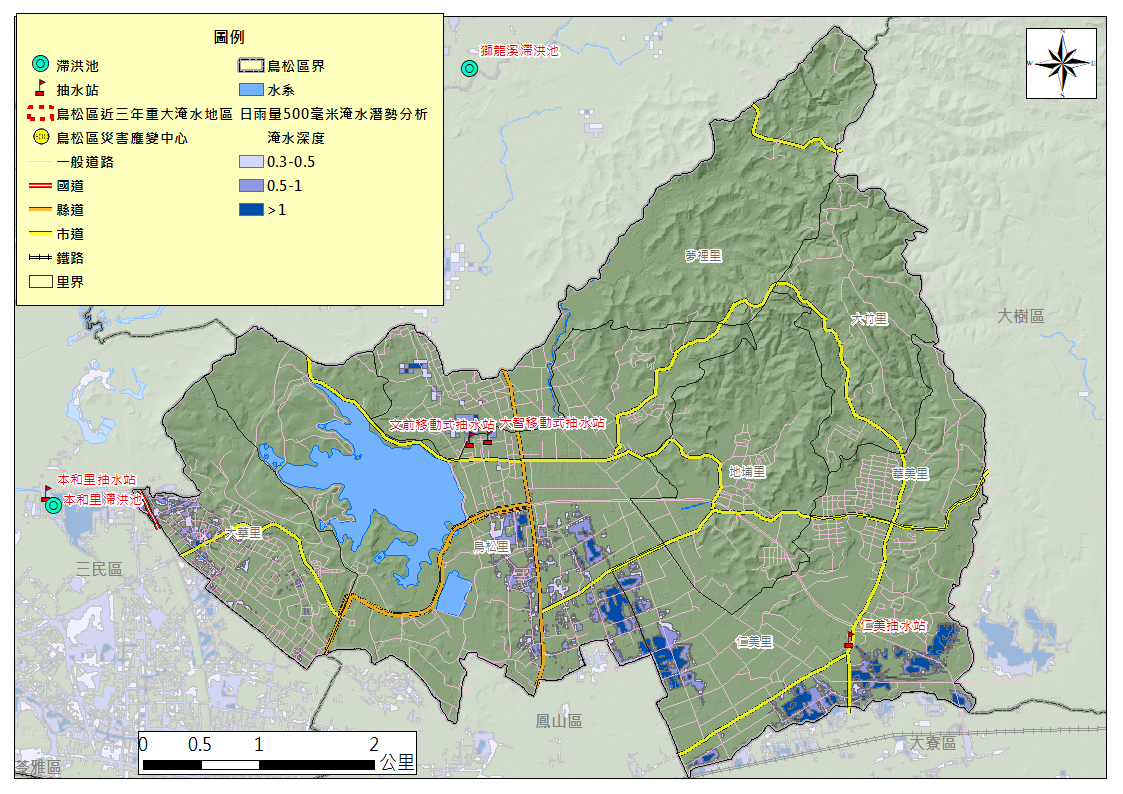 圖例
滯洪池
抽水站
鳥松區近三年重大淹水地區
鳥松區災害應變中心
一般道路
國道
縣道
市道
鐵路
里界
鳥松區界
水系
日雨量500毫米淹水潛勢分析
淹水深度
0.3-0.5
0.5-1
>1
獅龍溪滯洪池
N
W
E
S
夢裡里
大竹里
大樹區
文前移動式抽水站
大智移動式抽水站
地埔里
華美里
本和里抽水站
本和里滯洪池
大華里
鳥松里
三民區
仁美抽水站
仁美里
鳳山區
大寮區
苓雅區
0 0.5 1 2
公里